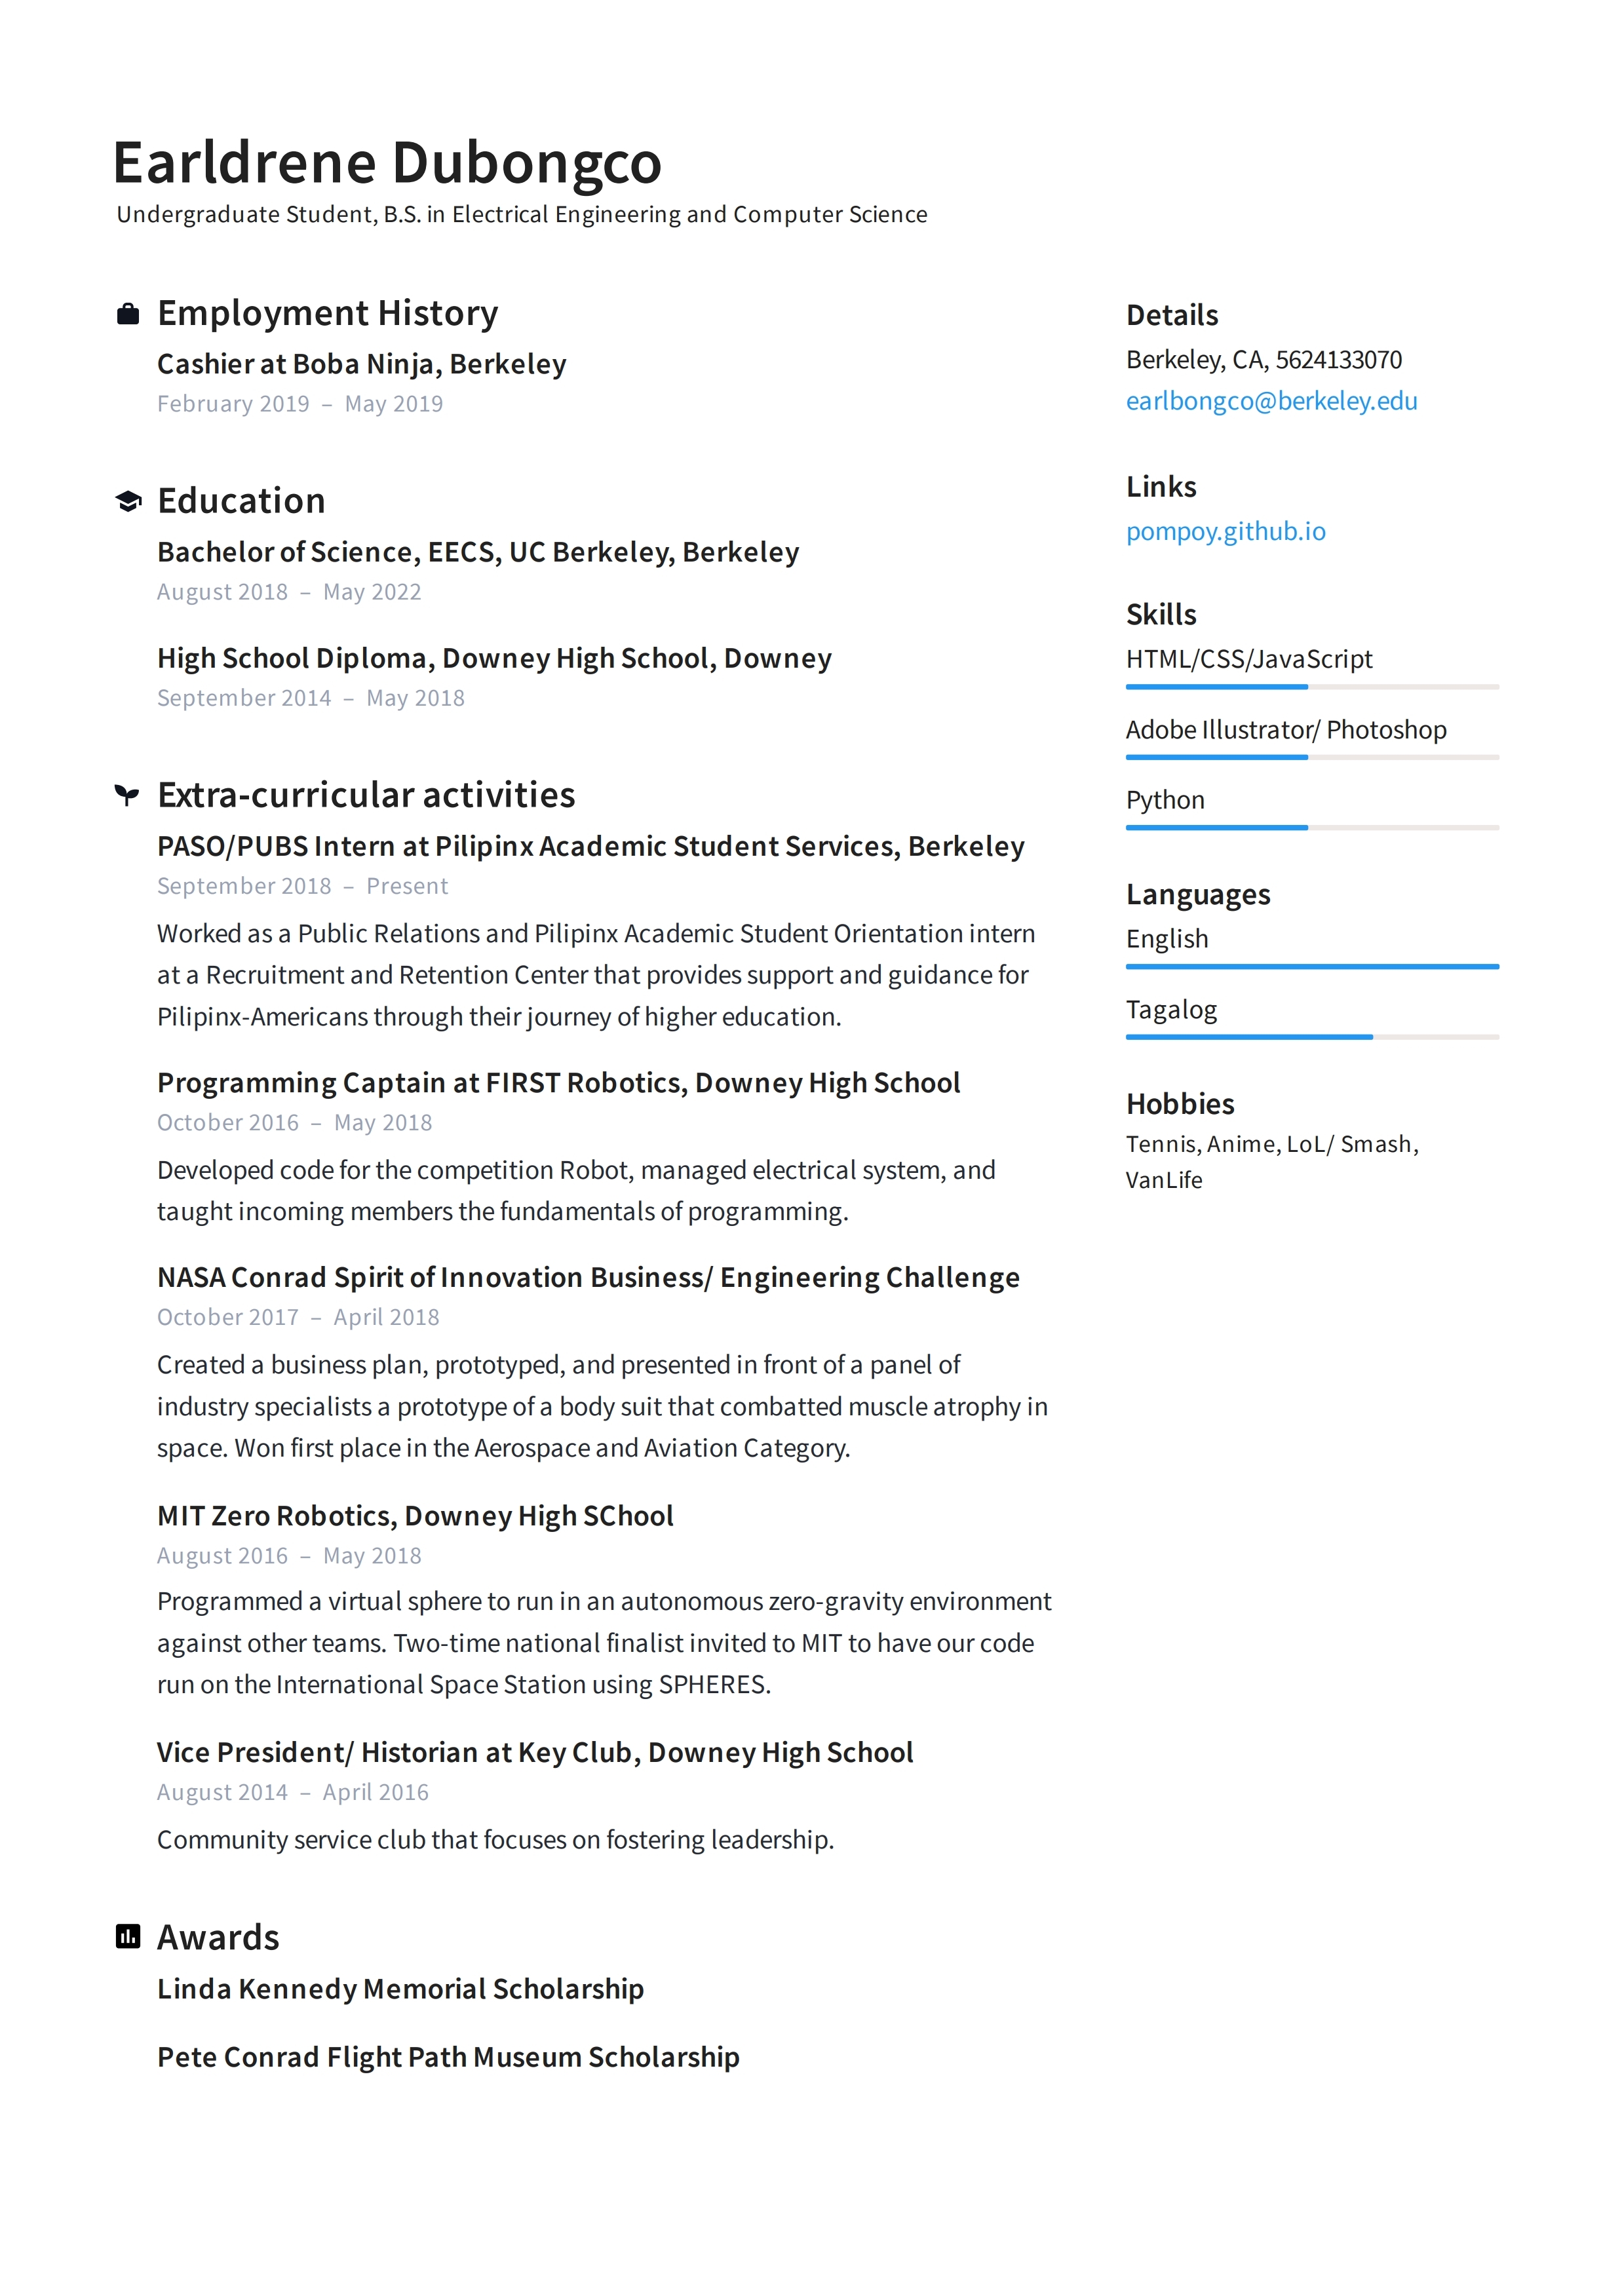 Earldrene Dubongco
Undergraduate Student, B.S. in Electrical Engineering and Computer Science
Employment History
Cashier at Boba Ninja, Berkeley
February 2019 – May 2019
Education
Bachelor of Science, EECS, UC Berkeley, Berkeley
August 2018 – May 2022
High School Diploma, Downey High School, Downey
September 2014 – May 2018
Extra-curricular activities
PASO/PUBS Intern at Pilipinx Academic Student Services, Berkeley
September 2018 – Present
Worked as a Public Relations and Pilipinx Academic Student Orientation intern
at a Recruitment and Retention Center that provides support and guidance for
Pilipinx-Americans through their journey of higher education.
Programming Captain at FIRST Robotics, Downey High School
October 2016 – May 2018
Developed code for the competition Robot, managed electrical system, and
taught incoming members the fundamentals of programming.
NASA Conrad Spirit of Innovation Business/ Engineering Challenge
October 2017 – April 2018
Created a business plan, prototyped, and presented in front of a panel of
industry specialists a prototype of a body suit that combatted muscle atrophy in
space. Won first place in the Aerospace and Aviation Category.
MIT Zero Robotics, Downey High SChool
August 2016 – May 2018
Programmed a virtual sphere to run in an autonomous zero-gravity environment
against other teams. Two-time national finalist invited to MIT to have our code
run on the International Space Station using SPHERES.
Vice President/ Historian at Key Club, Downey High School
August 2014 – April 2016
Community service club that focuses on fostering leadership.
Awards
Linda Kennedy Memorial Scholarship
Pete Conrad Flight Path Museum Scholarship
Details
Berkeley, CA, 5624133070
earlbongco@berkeley.edu
Links
pompoy.github.io
Skills
HTML/CSS/JavaScript
Adobe Illustrator/ Photoshop
Python
Languages
English
Tagalog
Hobbies
Tennis, Anime, LoL/ Smash,
VanLife